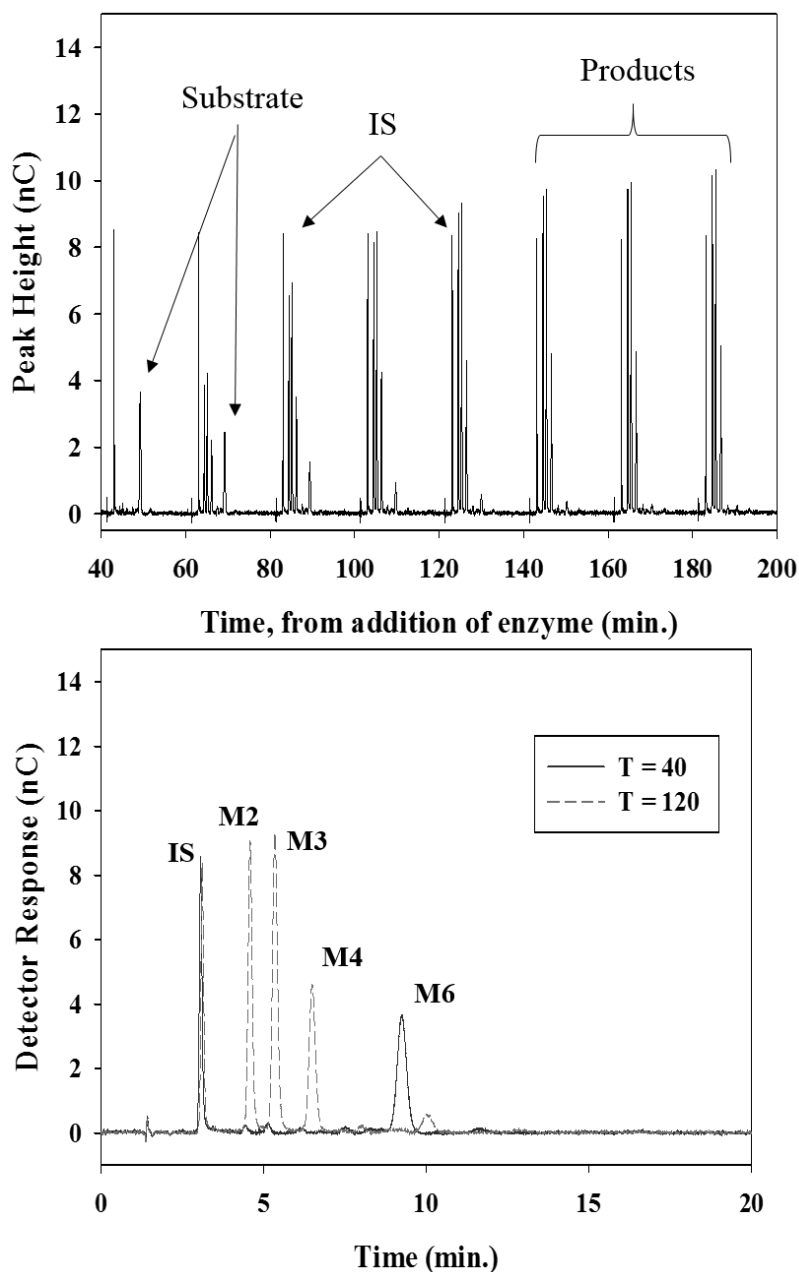 14
12
10
8
6
4
2
0
Peak Height (nC)
Substrate
IS
Products
40 60 80 100 120 140 160 180 200
Time, from addition of enzyme (min.)
14
12
10
8
6
4
2
0
Detector Response (nC)
T = 40
T = 120
IS
M2
M3
M4
M6
0 5 10 15 20
Time (min.)